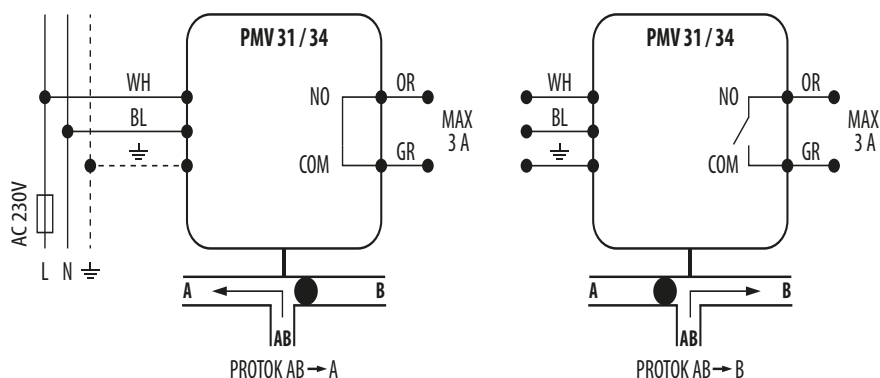 PMV 31 / 34
WH
BL
NO
COM
OR
GR
MAX
3 A
AC 230V
L N
A
B
AB
PROTOK AB→A
PMV 31 / 34
WH
BL
NO
COM
OR
GR
MAX
3 A
A
B
AB
PROTOK AB→B